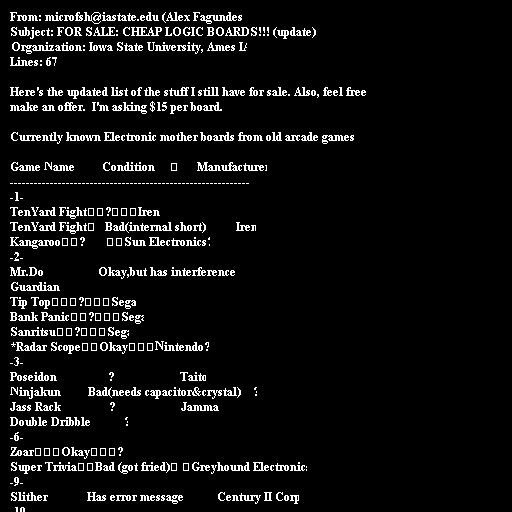 From: microfsh@iastate.edu (Alex Fagundes
Subject: FOR SALE: CHEAP LOGIC BOARDS!!! (update)
Organization: Iowa State University, Ames
Lines: 67
Here's the updated list of the stuff I still have for sale. Also, feel free
make an offer. I'm asking $15 per board.
Currently known Electronic mother boards from old arcade games
Game Name Condition □ Manufacturer
------------------------------------------------------------
-1-
TenYard Fight□□?□□□Iren
TenYard Fight□ Bad(internal short) Irem
Kangaroo□□? □□Sun Electronics?
-2-
Mr.Do Okay,but has interference
Guardian
Tip Top□□□?□□□Sega
Bank Panic□□?□□□Sega
Sanritsu□□?□□□Sega
*Radar Scope□□Okay□□□Nintendo?
-3-
Poseidon ? Taito
Ninjakun Bad(needs capacitor&crystal) ?
Jass Rack ? Jamma
Double Dribble ?
-6-
Zoar□□□Okay□□□?
Super Trivia□□Bad (got fried)□ □Greyhound Electronics
-9-
Slither Has error message Century II Corp
-10